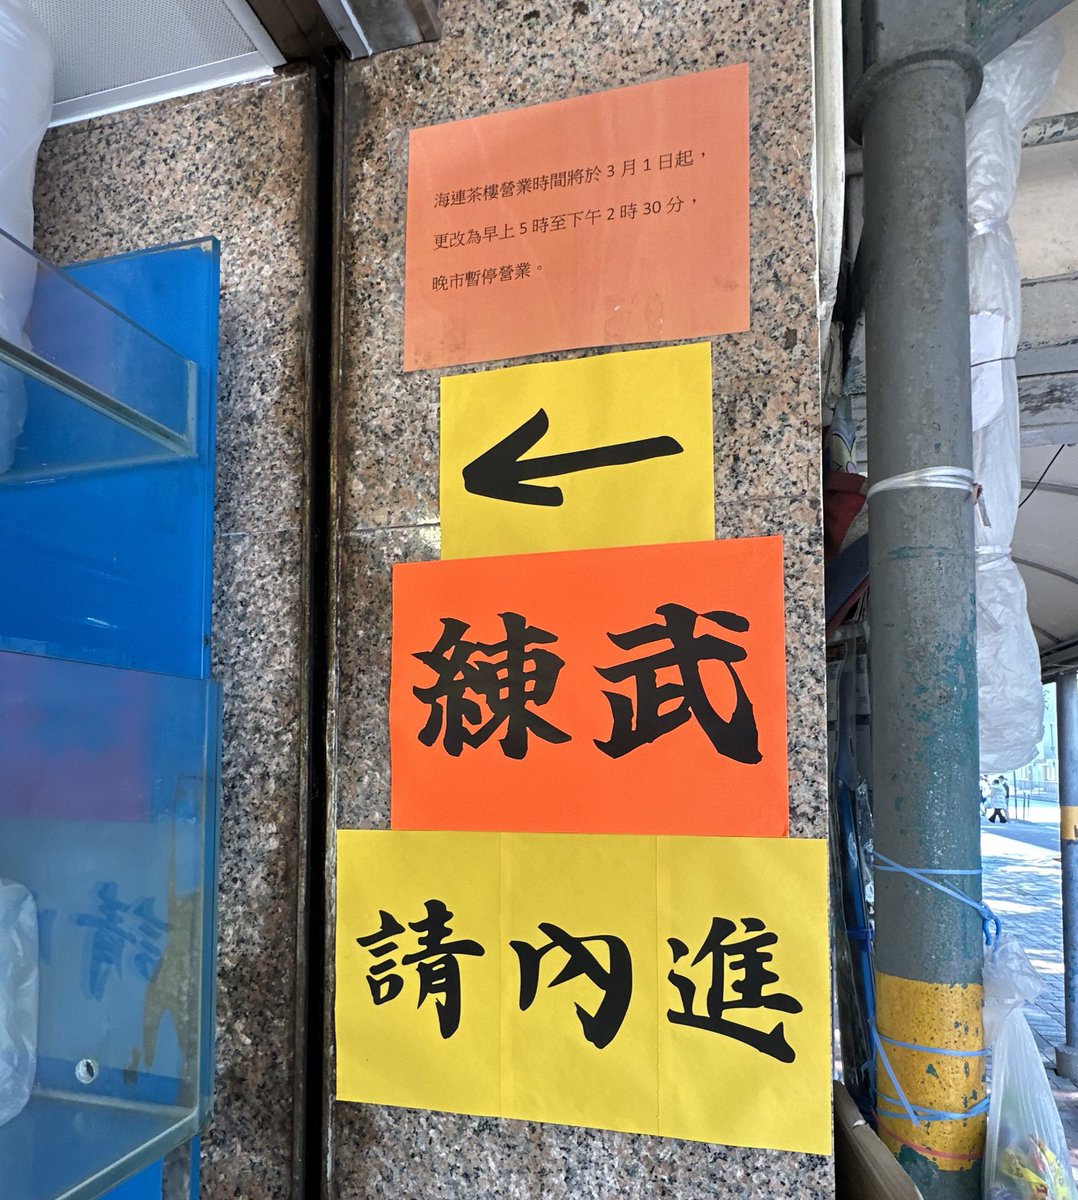 海連茶樓營業時間將於 3 月 1 日起，
更改為早上 5 時至下午 2 時 30 分，
晚市暫停營業。
練武
請內進